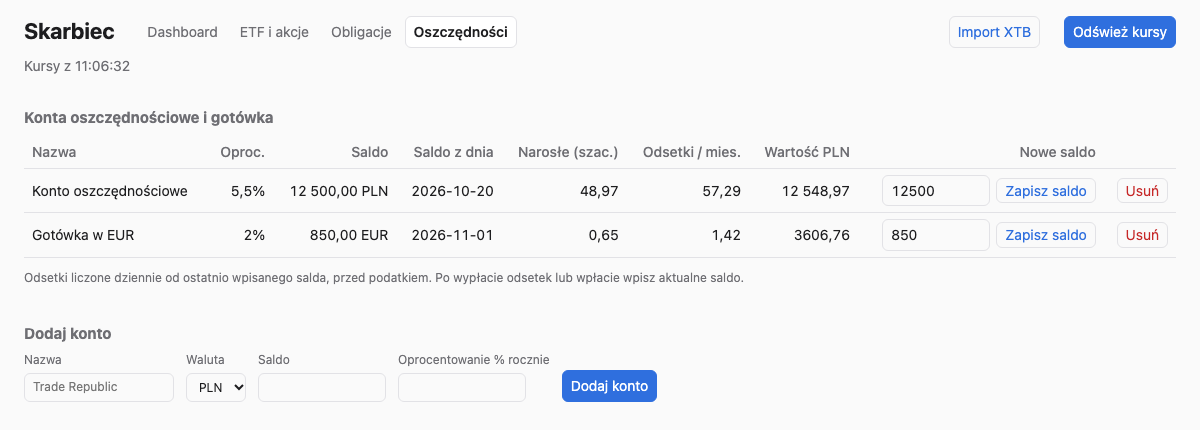 Skarbiec Dashboard ETF i akcje Obligacje Oszczędności Import XTB Odśwież kursy
Kursy z 11:06:32
Konta oszczędnościowe i gotówka
Nazwa Oproc. Saldo Saldo z dnia Narosłe (szac.) Odsetki / mies. Wartość PLN Nowe saldo
Konto oszczędnościowe 5,5% 12 500,00 PLN 2026-10-20 48,97 57,29 12 548,97 12500 Zapisz saldo Usuń
Gotówka w EUR 2% 850,00 EUR 2026-11-01 0,65 1,42 3606,76 850 Zapisz saldo Usuń
Odsetki liczone dziennie od ostatnio wpisanego salda, przed podatkiem. Po wypłacie odsetek lub wpłacie wpisz aktualne saldo.
Dodaj konto
Nazwa Waluta Saldo Oprocentowanie % rocznie
Trade Republic PLN Dodaj konto